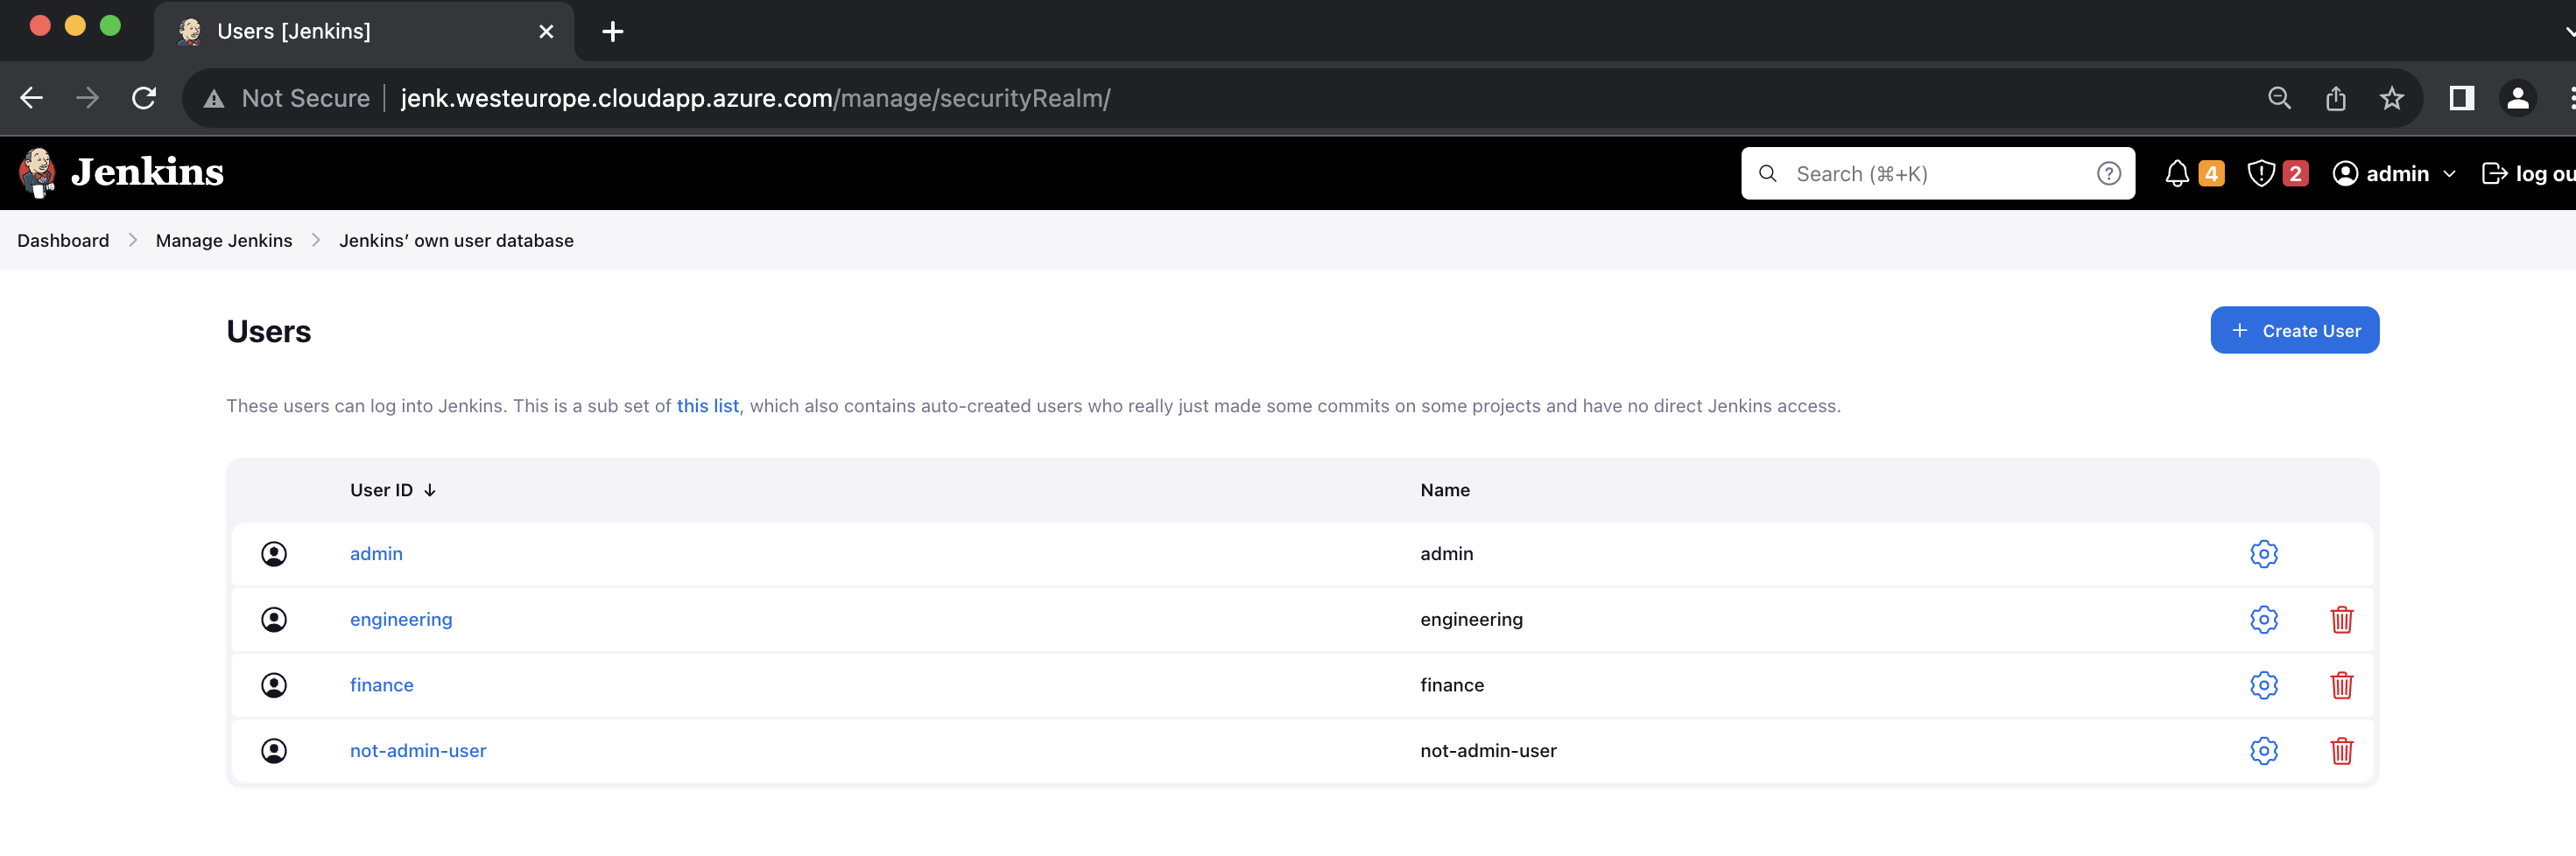 Users [Jenkins]
Not Secure jenk.westeurope.cloudapp.azure.com/manage/securityRealm/
Jenkins Search (⌘+K) ? 4 2 admin log ou
Dashboard Manage Jenkins Jenkins’ own user database
Users Create User
These users can log into Jenkins. This is a sub set of this list, which also contains auto-created users who really just made some commits on some projects and have no direct Jenkins access.
User ID ↓ Name
admin admin
engineering engineering
finance finance
not-admin-user not-admin-user